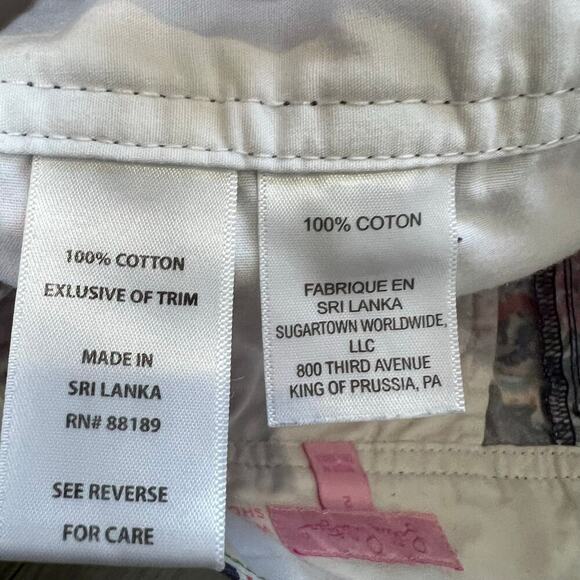 100% COTTON
EXLUSIVE OF TRIM
MADE IN
SRI LANKA
RN# 88189
SEE REVERSE
FOR CARE
100% COTON
FABRIQUE EN
SRI LANKA
SUGARTOWN WORLDWIDE,
LLC
800 THIRD AVENUE
KING OF PRUSSIA, PA
2